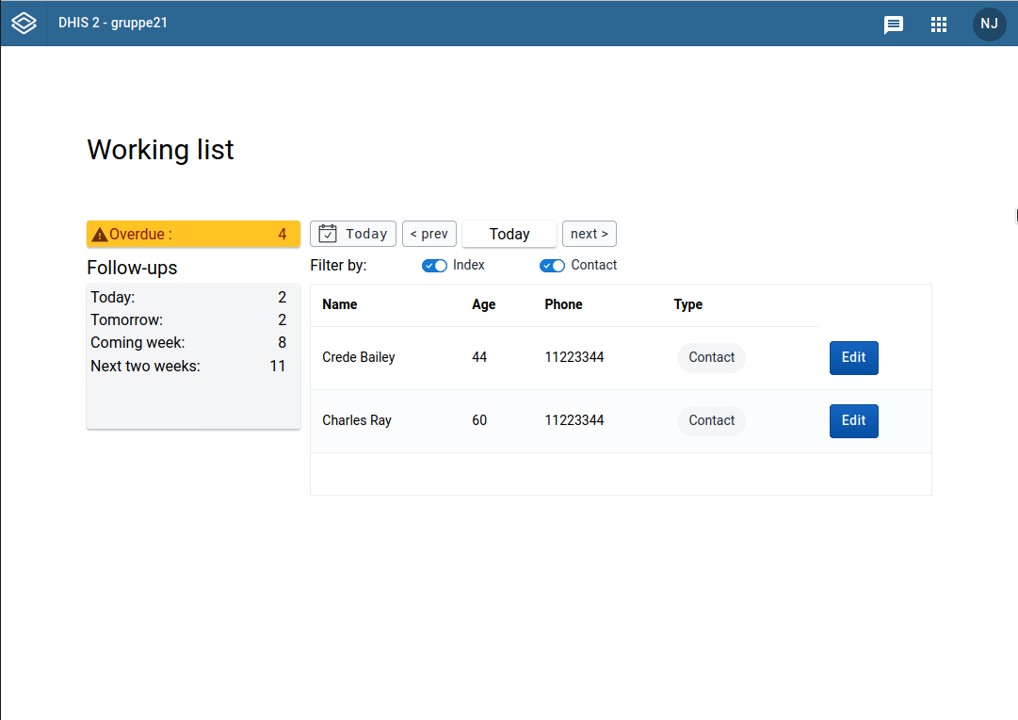 DHIS 2 - gruppe21
NJ
Working list
Overdue : 4
Today < prev Today next >
Follow-ups
Filter by: Index Contact
Today: 2
Tomorrow: 2
Coming week: 8
Next two weeks: 11
Name Age Phone Type
Crede Bailey 44 11223344 Contact Edit
Charles Ray 60 11223344 Contact Edit